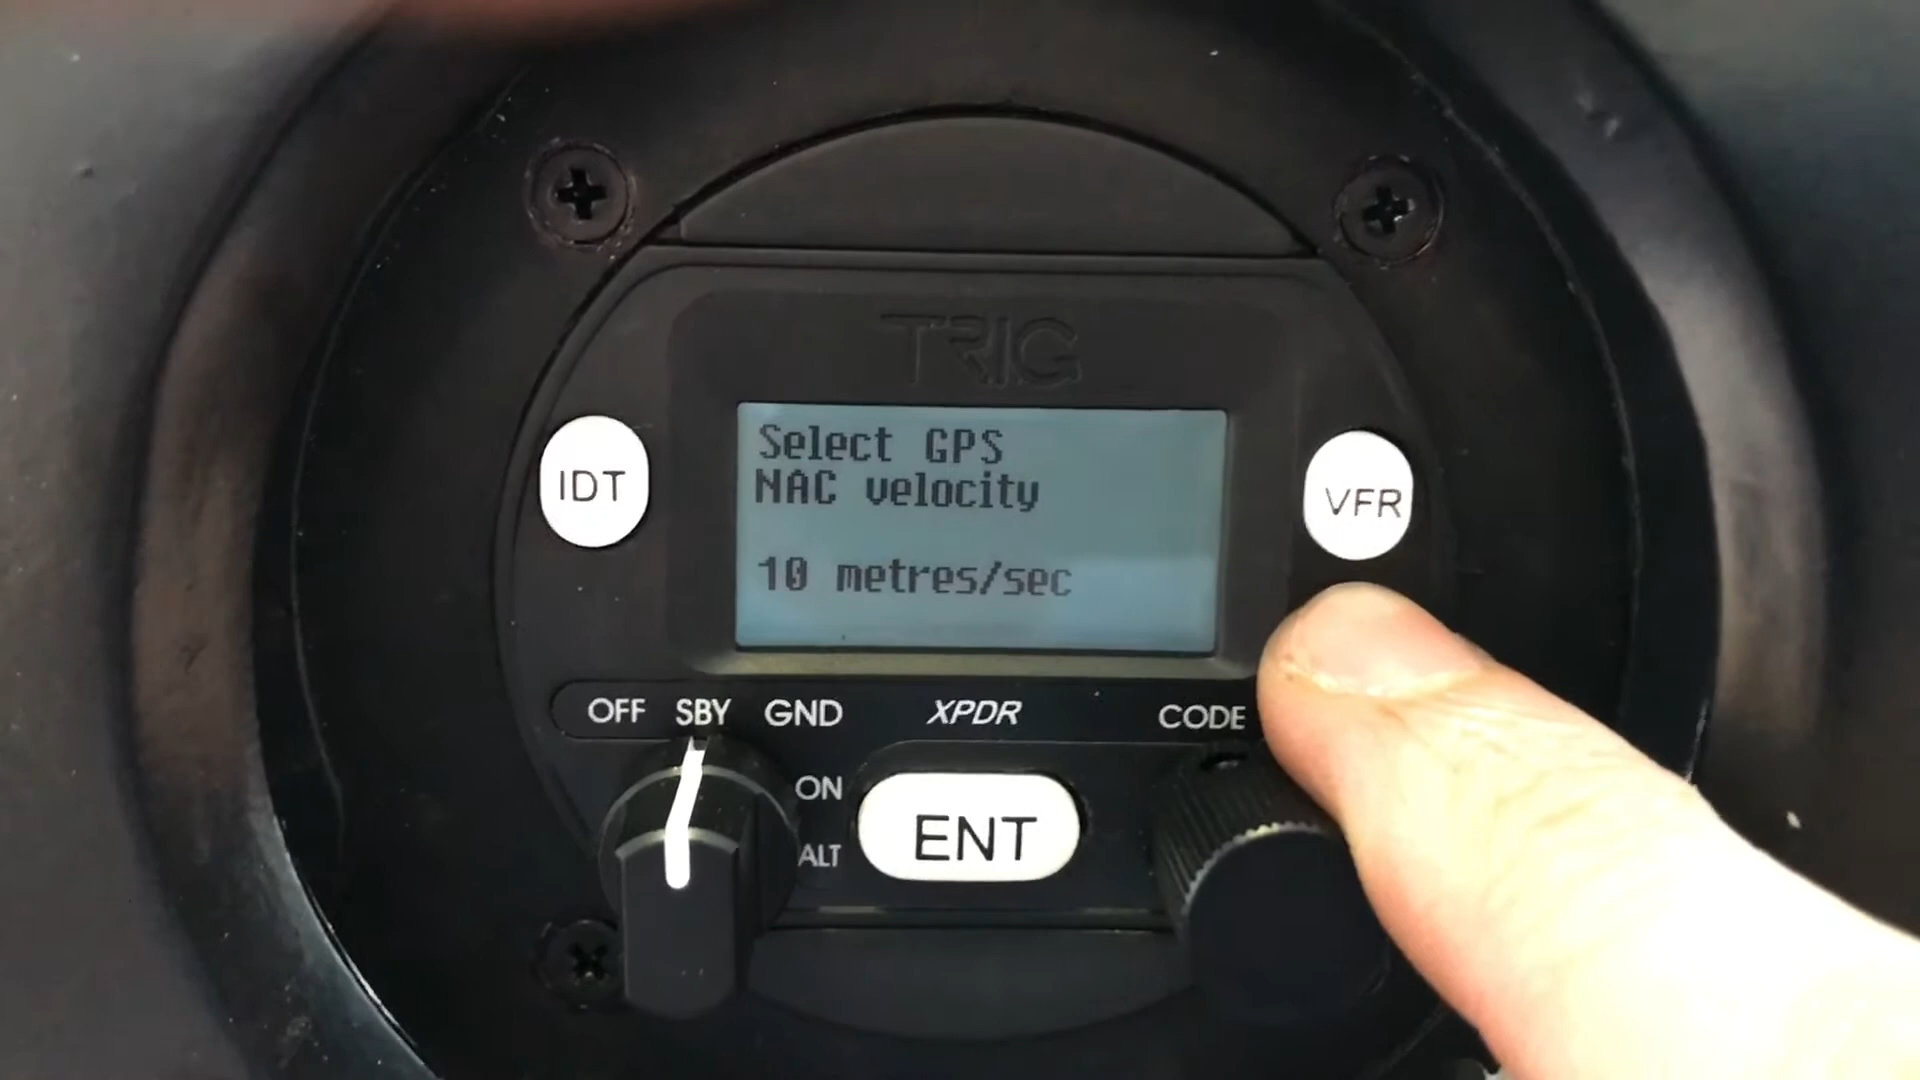 TRIG
Select GPS
NAC velocity
10 metres/sec
IDT
VFR
OFF SBY GND XPDR CODE
ON
ALT
ENT